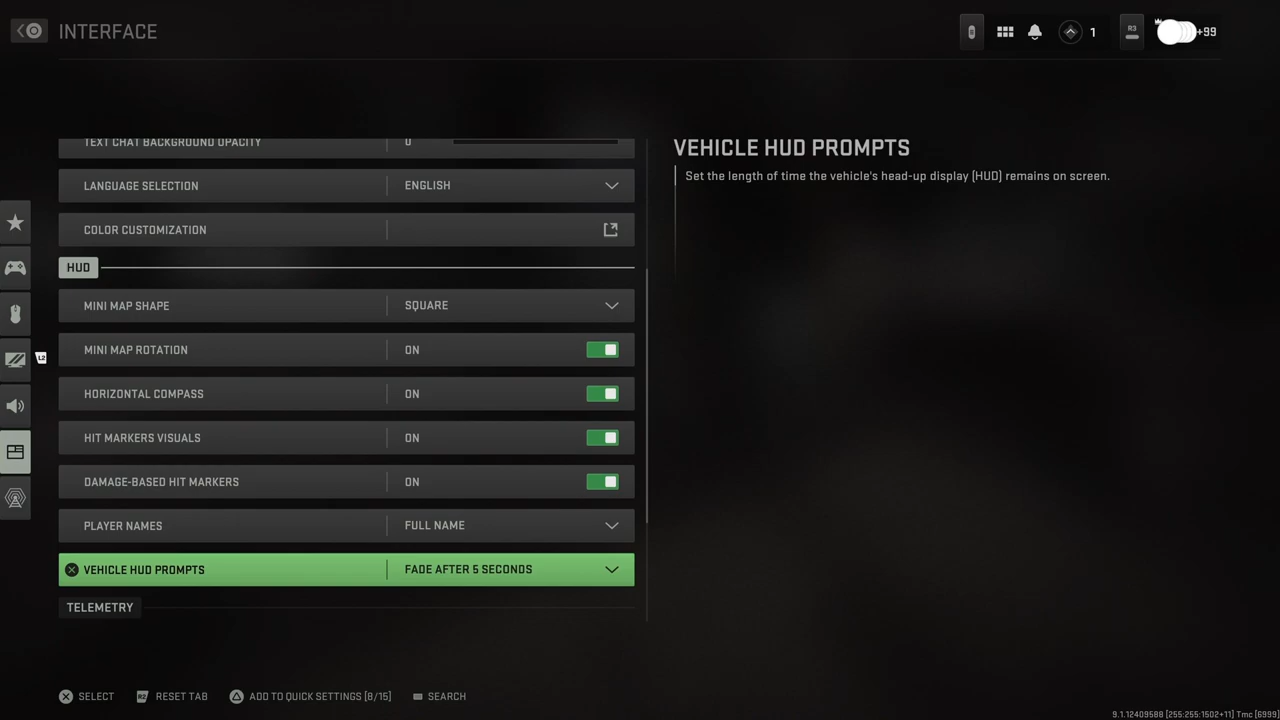 INTERFACE
1
R3
+99
TEXT CHAT BACKGROUND OPACITY 0
LANGUAGE SELECTION ENGLISH
COLOR CUSTOMIZATION
HUD
MINI MAP SHAPE SQUARE
MINI MAP ROTATION ON
HORIZONTAL COMPASS ON
HIT MARKERS VISUALS ON
L2
DAMAGE-BASED HIT MARKERS ON
PLAYER NAMES FULL NAME
VEHICLE HUD PROMPTS FADE AFTER 5 SECONDS
TELEMETRY
VEHICLE HUD PROMPTS
Set the length of time the vehicle's head-up display (HUD) remains on screen.
SELECT R2 RESET TAB ADD TO QUICK SETTINGS [8/15] SEARCH
9.1.12409588 [255:255:1502+11] Tmc [6999]